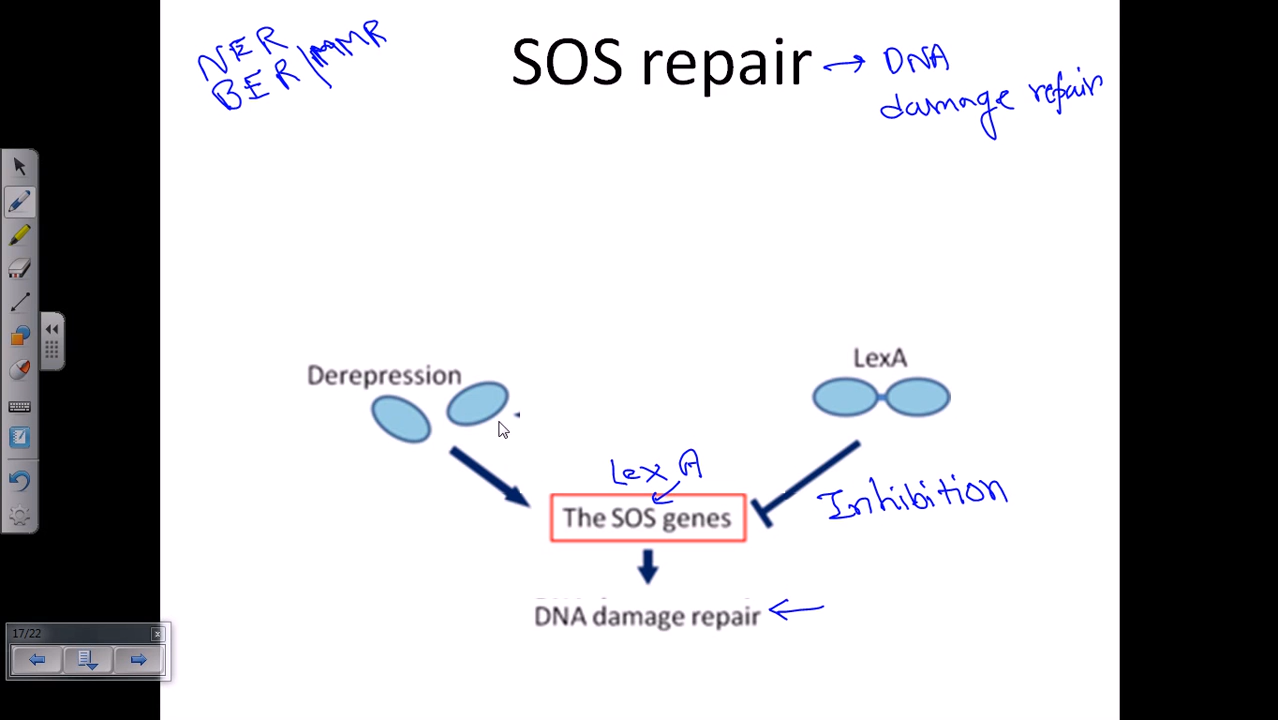 NER
BER/MMR
SOS repair → DNA
damage repair
LexA
Derepression
Lex A
Inhibition
The SOS genes
DNA damage repair ←
17/22